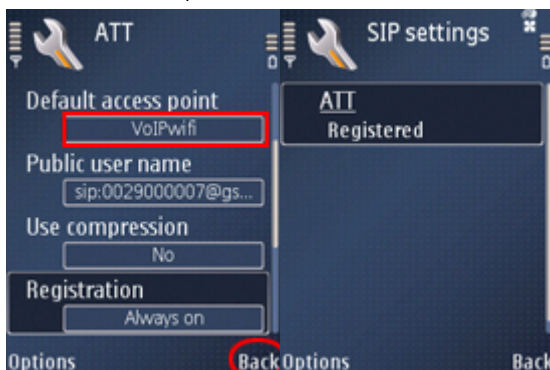 ATT
Default access point
VoIPwifi
Public user name
sip:0029000007@gs...
Use compression
No
Registration
Always on
Options
Back
SIP settings
ATT
Registered
Options
Back